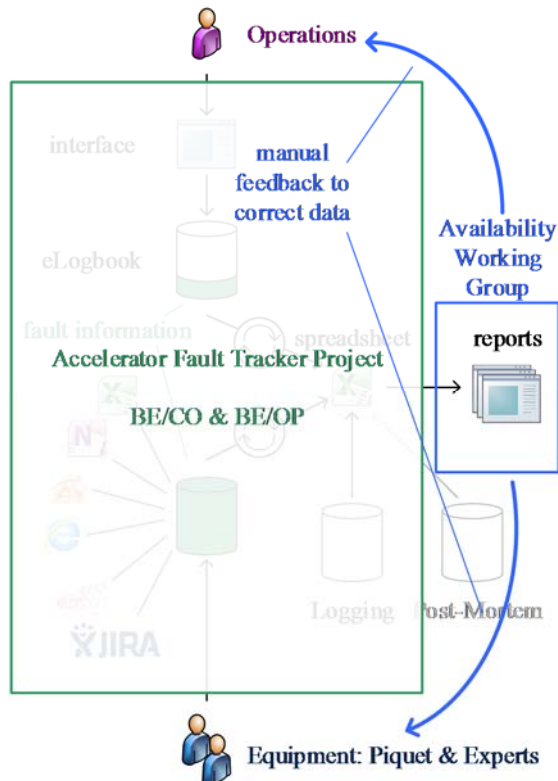 Operations
interface
manual
feedback to
correct data
Availability
Working
Group
eLogbook
fault information
spreadsheet
reports
Accelerator Fault Tracker Project
BE/CO & BE/OP
Logging
Post-Mortem
JIRA
Equipment: Piquet & Experts